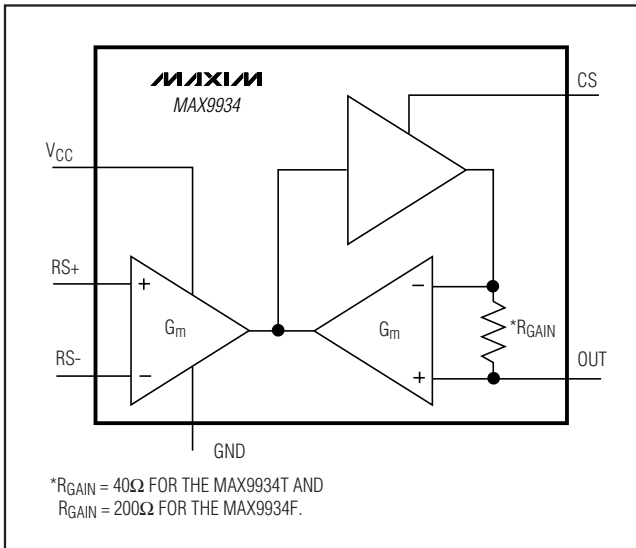 MAXIM
MAX9934
CS
VCC
RS+
+
−
Gm
Gm
*RGAIN
RS-
−
+
OUT
GND
*RGAIN = 40Ω FOR THE MAX9934T AND
RGAIN = 200Ω FOR THE MAX9934F.